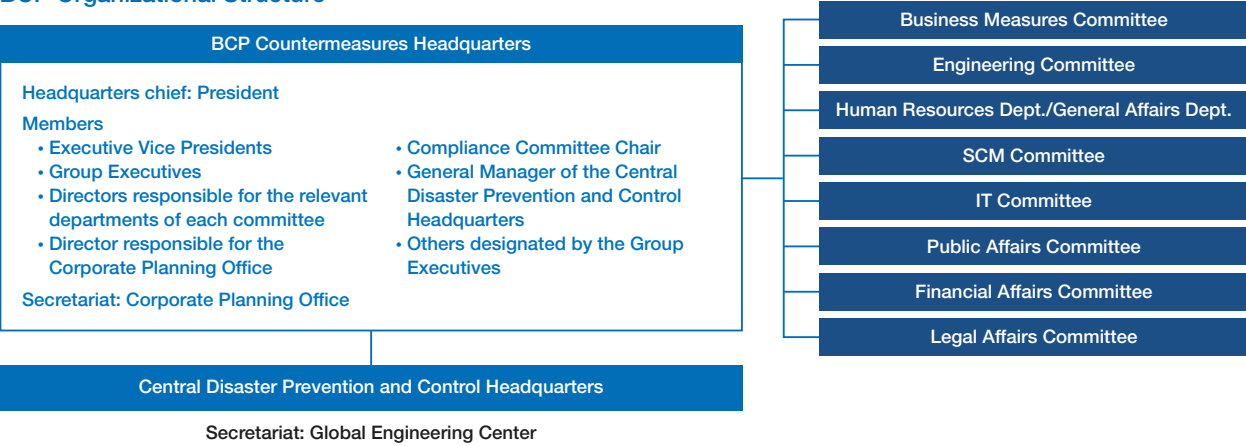 BCP Organizational Structure
BCP Countermeasures Headquarters
Headquarters chief: President
Members
• Executive Vice Presidents
• Group Executives
• Directors responsible for the relevant
departments of each committee
• Director responsible for the
Corporate Planning Office
• Compliance Committee Chair
• General Manager of the Central
Disaster Prevention and Control
Headquarters
• Others designated by the Group
Executives
Secretariat: Corporate Planning Office
Central Disaster Prevention and Control Headquarters
Secretariat: Global Engineering Center
Business Measures Committee
Engineering Committee
Human Resources Dept./General Affairs Dept.
SCM Committee
IT Committee
Public Affairs Committee
Financial Affairs Committee
Legal Affairs Committee